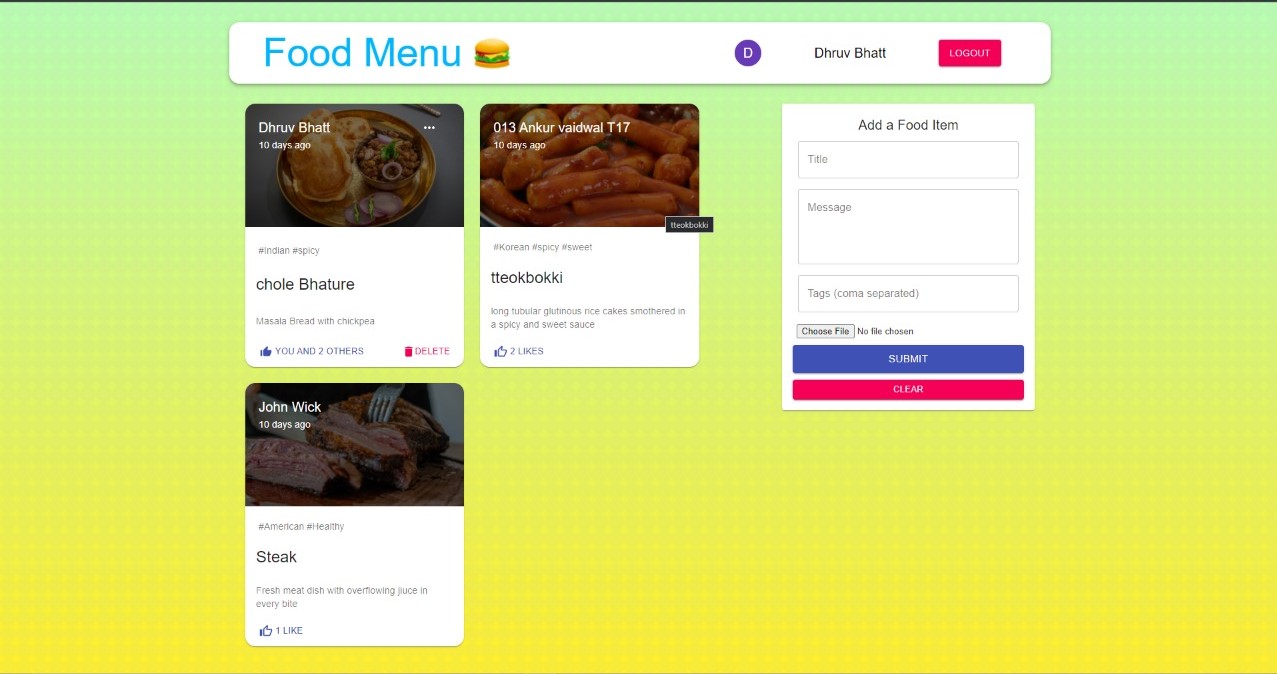 Food Menu 🍔
D
Dhruv Bhatt
LOGOUT
Dhruv Bhatt
10 days ago
#Indian #spicy
chole Bhature
Masala Bread with chickpea
YOU AND 2 OTHERS
DELETE
013 Ankur vaidwal T17
10 days ago
tteokbokki
#Korean #spicy #sweet
tteokbokki
long tubular glutinous rice cakes smothered in
a spicy and sweet sauce
2 LIKES
John Wick
10 days ago
#American #Healthy
Steak
Fresh meat dish with overflowing jiuce in
every bite
1 LIKE
Add a Food Item
Title
Message
Tags (coma separated)
Choose File No file chosen
SUBMIT
CLEAR